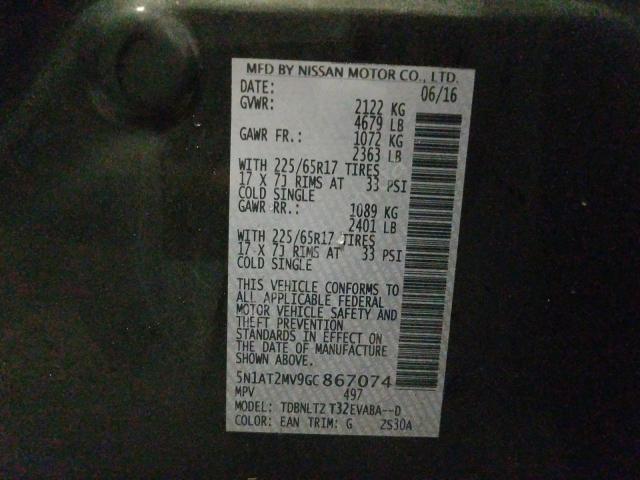 MFD BY NISSAN MOTOR CO., LTD.
DATE: 06/16
GVWR: 2122 KG
4679 LB
GAWR FR.: 1072 KG
2363 LB
WITH 225/65R17 TIRES
17 X 7J RIMS AT 33 PSI
COLD SINGLE
GAWR RR.: 1089 KG
2401 LB
WITH 225/65R17 TIRES
17 X 7J RIMS AT 33 PSI
COLD SINGLE
THIS VEHICLE CONFORMS TO
ALL APPLICABLE FEDERAL
MOTOR VEHICLE SAFETY AND
THEFT PREVENTION
STANDARDS IN EFFECT ON
THE DATE OF MANUFACTURE
SHOWN ABOVE.
5N1AT2MV9GC867074
MPV 497
MODEL: TDBNLTZ T32EVABA--D
COLOR: EAN TRIM: G 2S30A